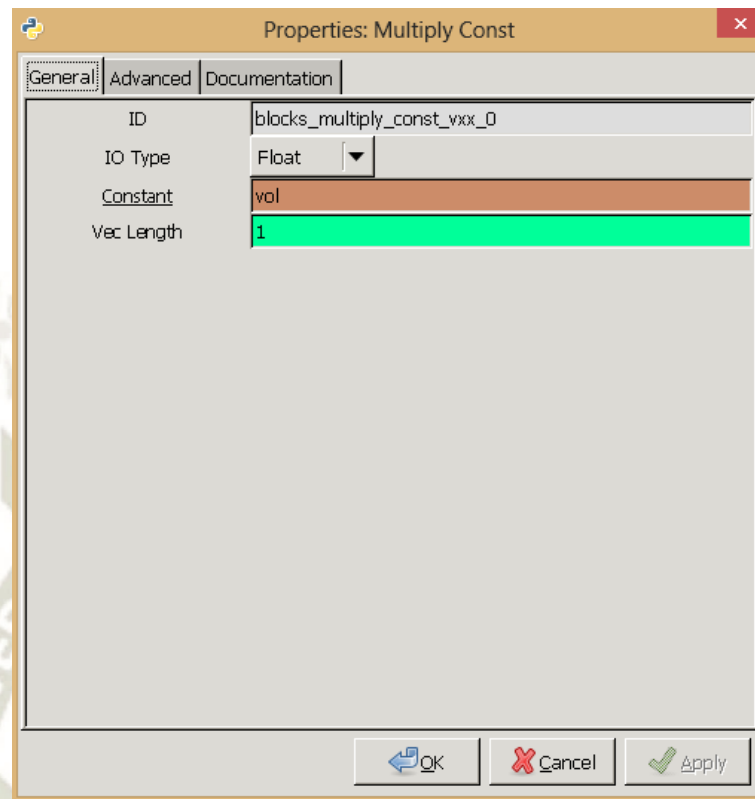 Properties: Multiply Const
General Advanced Documentation
ID blocks_multiply_const_vxx_0
IO Type Float
Constant vol
Vec Length 1
OK Cancel Apply